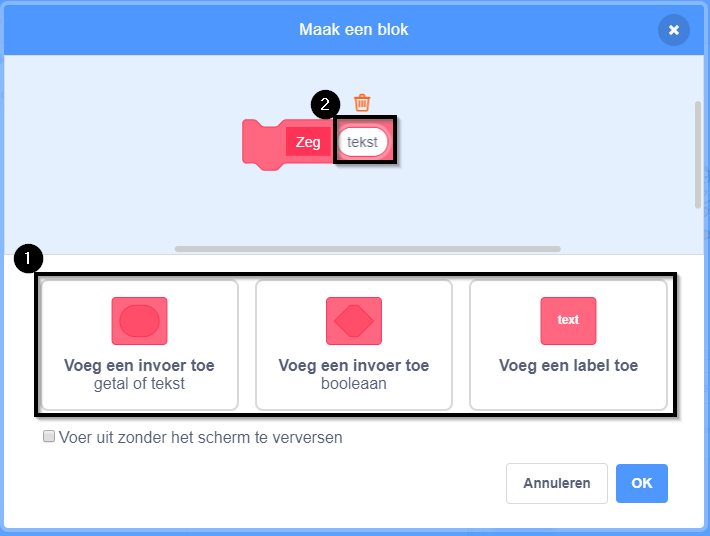 Maak een blok
2
Zeg tekst
1
text
Voeg een invoer toe
getal of tekst
Voeg een invoer toe
booleaan
Voeg een label toe
Voer uit zonder het scherm te verversen
Annuleren
OK